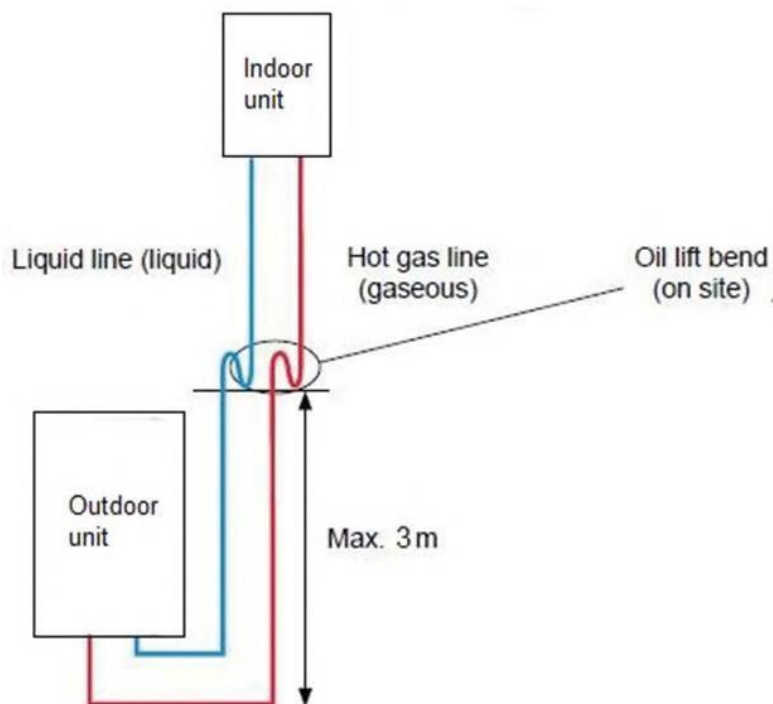 Indoor
unit
Liquid line (liquid)
Hot gas line
(gaseous)
Oil lift bend
(on site)
Outdoor
unit
Max. 3 m